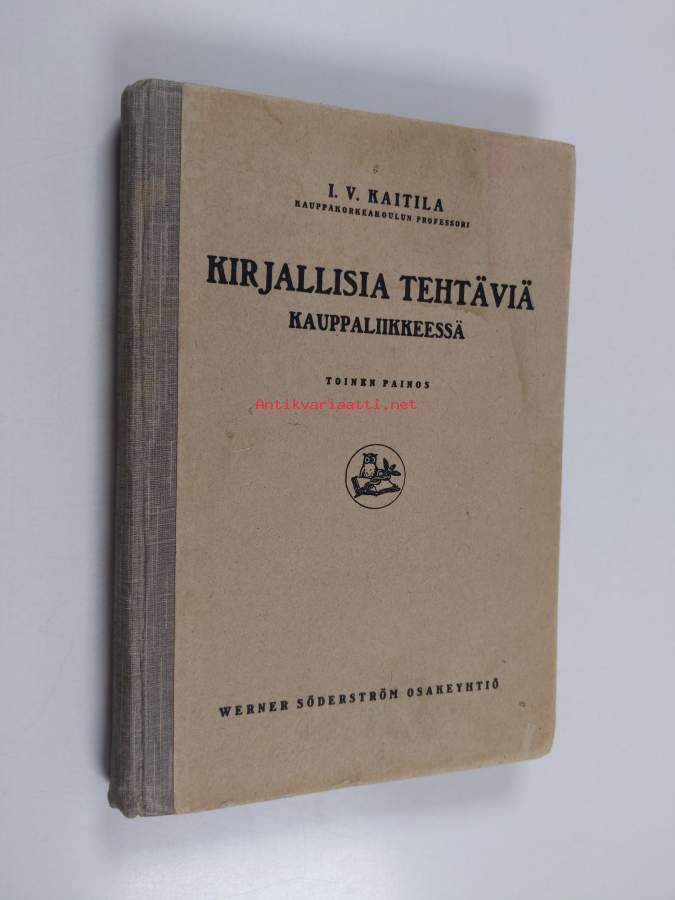 I. V. KAITILA
KAUPPAKORKEAKOULUN PROFESSORI
KIRJALLISIA TEHTÄVIÄ
KAUPPALIIKKEESSÄ
TOINEN PAINOS
Antikvariaatti.net
WERNER SÖDERSTRÖM OSAKEYHTIÖ